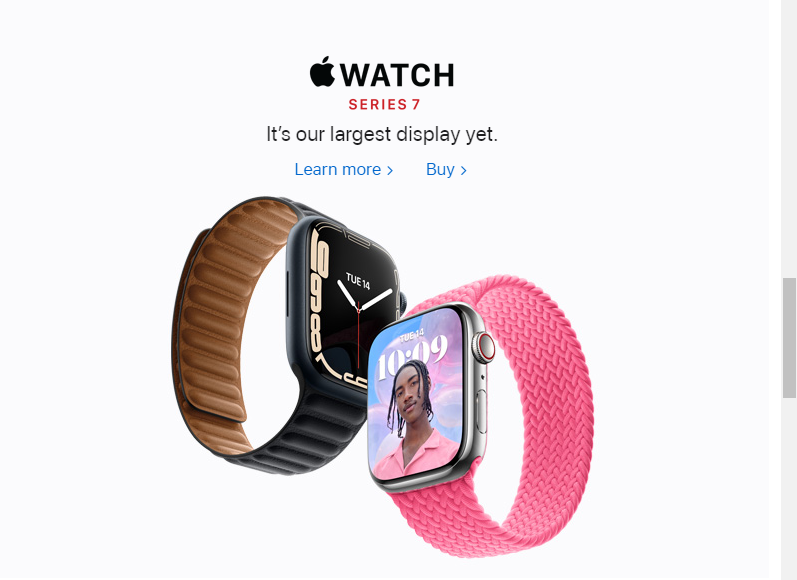 WATCH
SERIES 7
It's our largest display yet.
Learn more >
Buy >
TUE 14
TUE 14
10:09